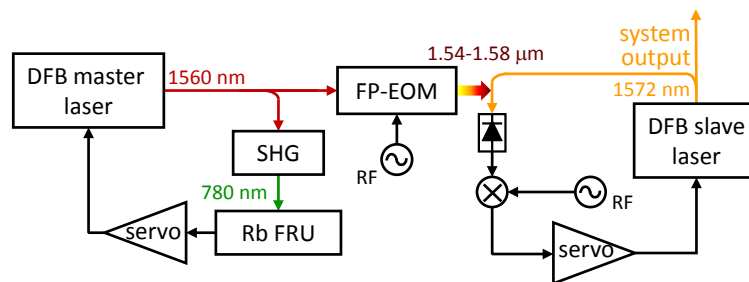 DFB master
laser
1560 nm
SHG
780 nm
Rb FRU
servo
FP-EOM
RF
1.54-1.58 µm
system
output
1572 nm
DFB slave
laser
RF
servo